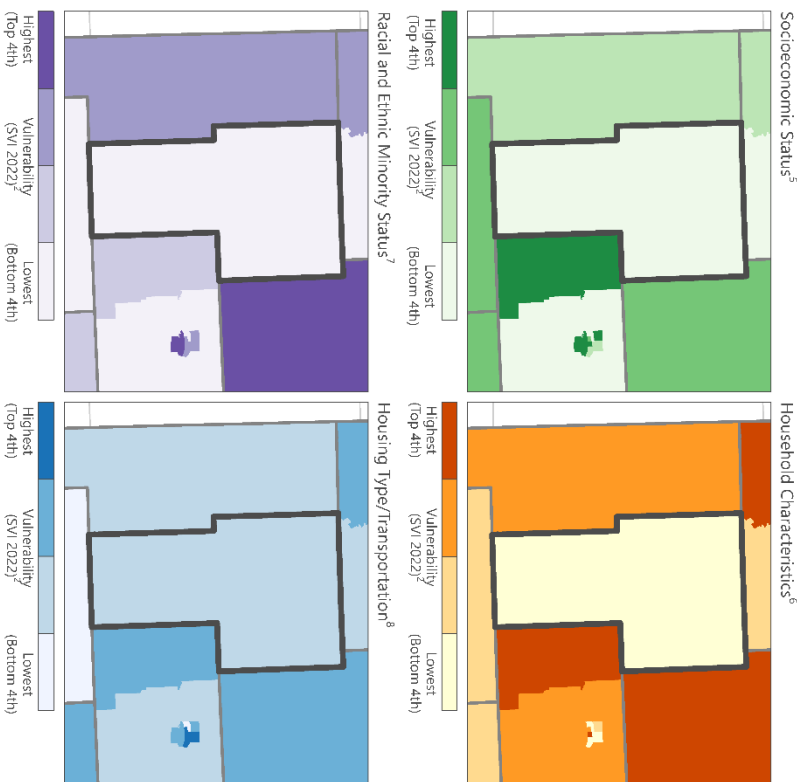 Socioeconomic Status5
Highest
(Top 4th)
Vulnerability
(SVI 2022)2
Lowest
(Bottom 4th)
Household Characteristics6
Highest
(Top 4th)
Vulnerability
(SVI 2022)2
Lowest
(Bottom 4th)
Racial and Ethnic Minority Status7
Highest
(Top 4th)
Vulnerability
(SVI 2022)2
Lowest
(Bottom 4th)
Housing Type/Transportation8
Highest
(Top 4th)
Vulnerability
(SVI 2022)2
Lowest
(Bottom 4th)